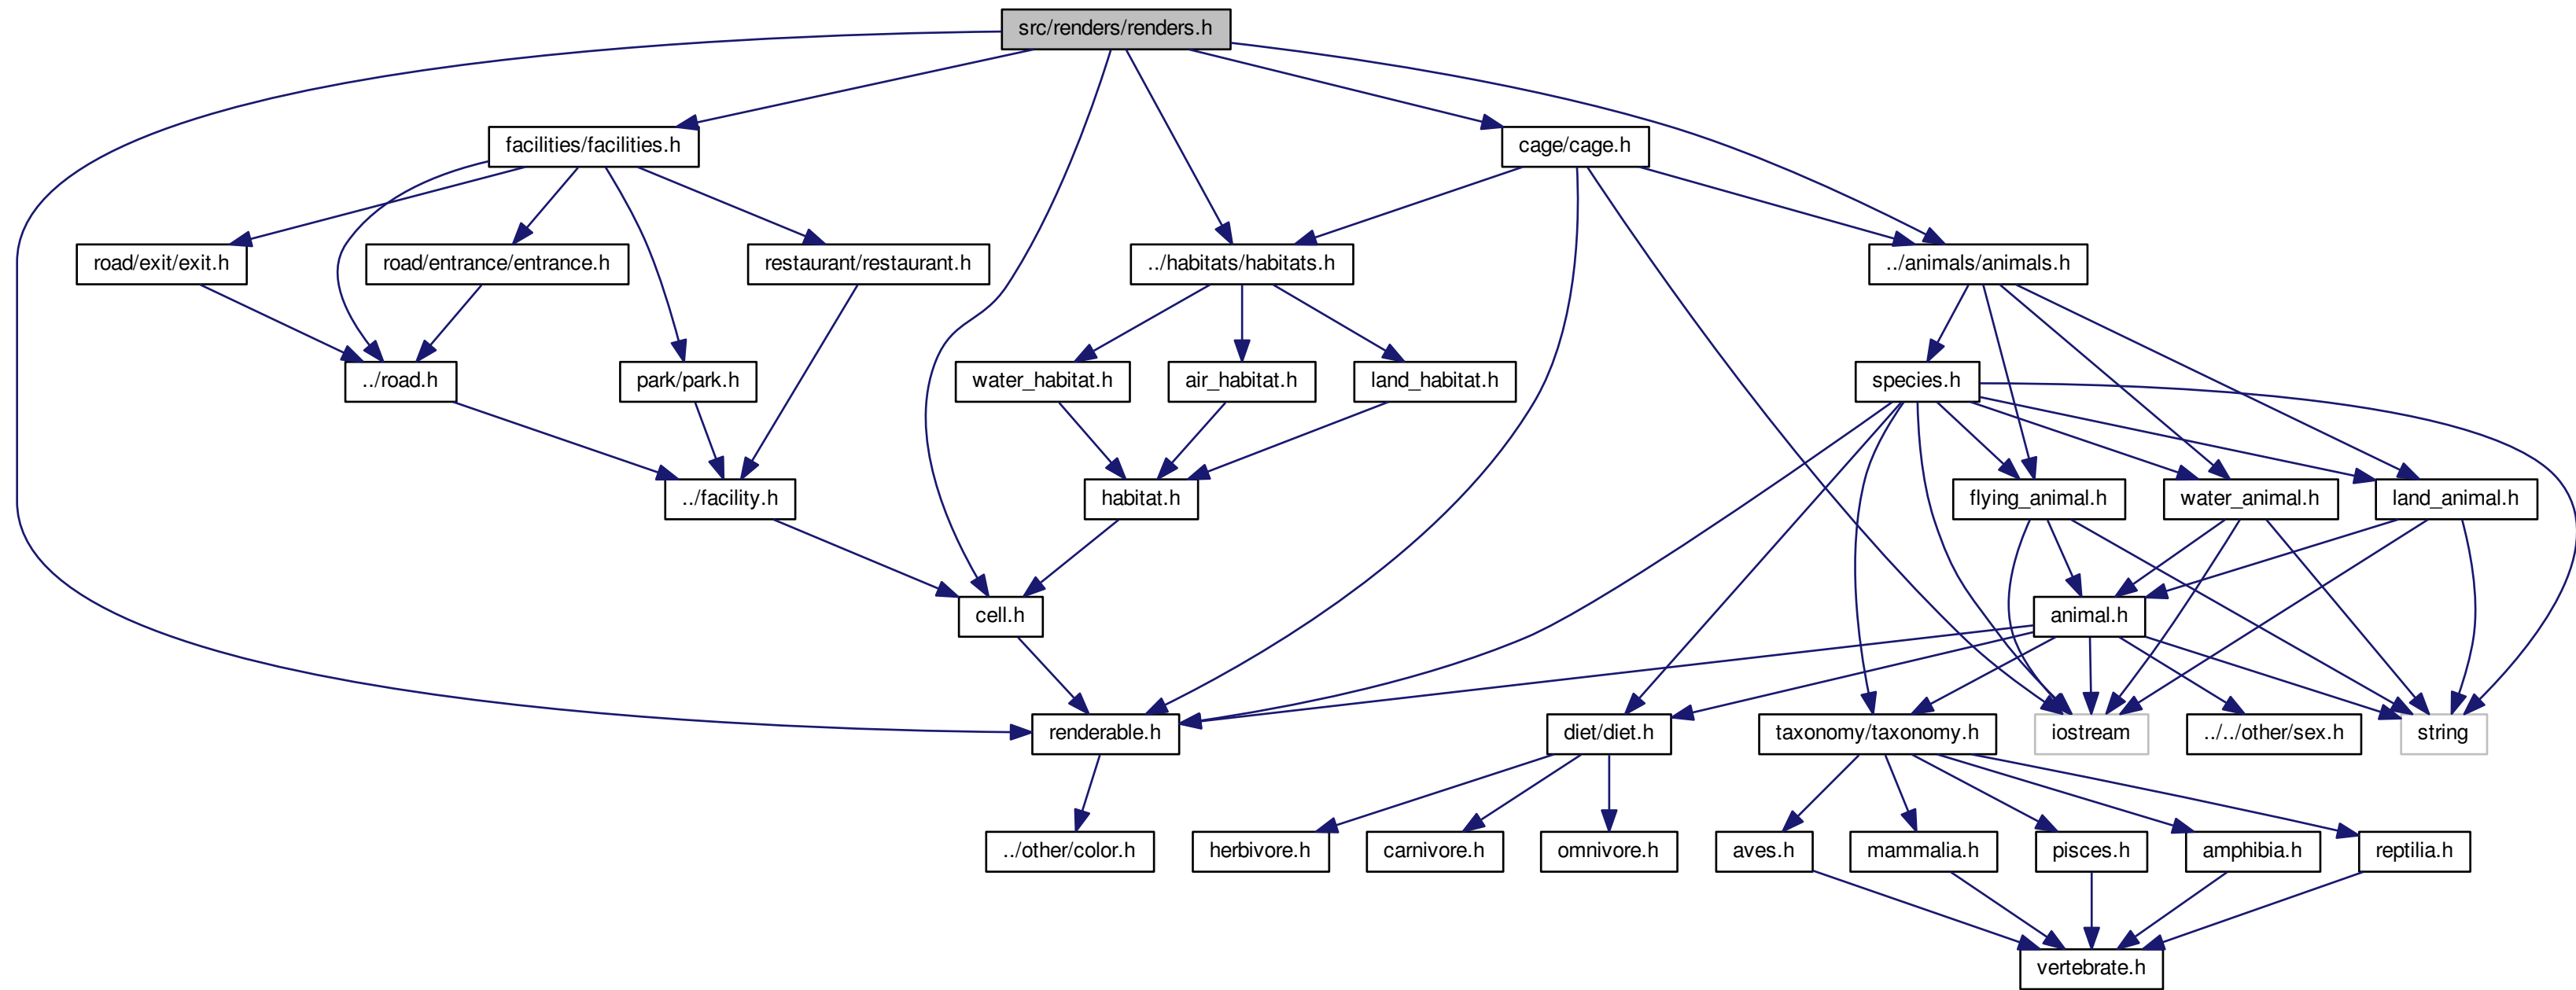 src/renders/renders.h
facilities/facilities.h
cage/cage.h
road/exit/exit.h
road/entrance/entrance.h
restaurant/restaurant.h
../habitats/habitats.h
../animals/animals.h
../road.h
park/park.h
water_habitat.h
air_habitat.h
land_habitat.h
species.h
../facility.h
habitat.h
flying_animal.h
water_animal.h
land_animal.h
cell.h
animal.h
renderable.h
diet/diet.h
taxonomy/taxonomy.h
iostream
../../other/sex.h
string
../other/color.h
herbivore.h
carnivore.h
omnivore.h
aves.h
mammalia.h
pisces.h
amphibia.h
reptilia.h
vertebrate.h